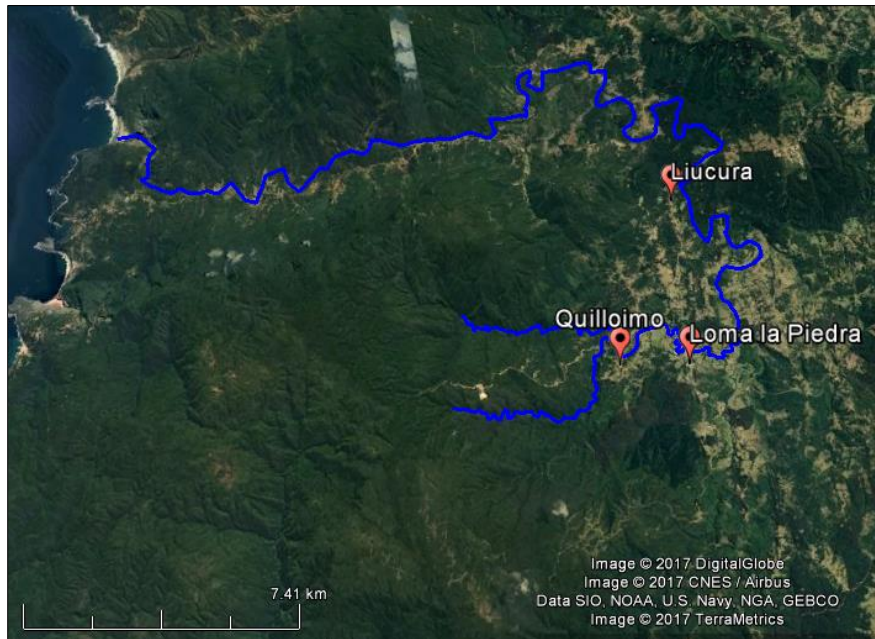 Liucura
Quilloimo
Loma la Piedra
7.41 km
Image © 2017 DigitalGlobe
Image © 2017 CNES / Airbus
Data SIO, NOAA, U.S. Navy, NGA, GEBCO
Image © 2017 TerraMetrics